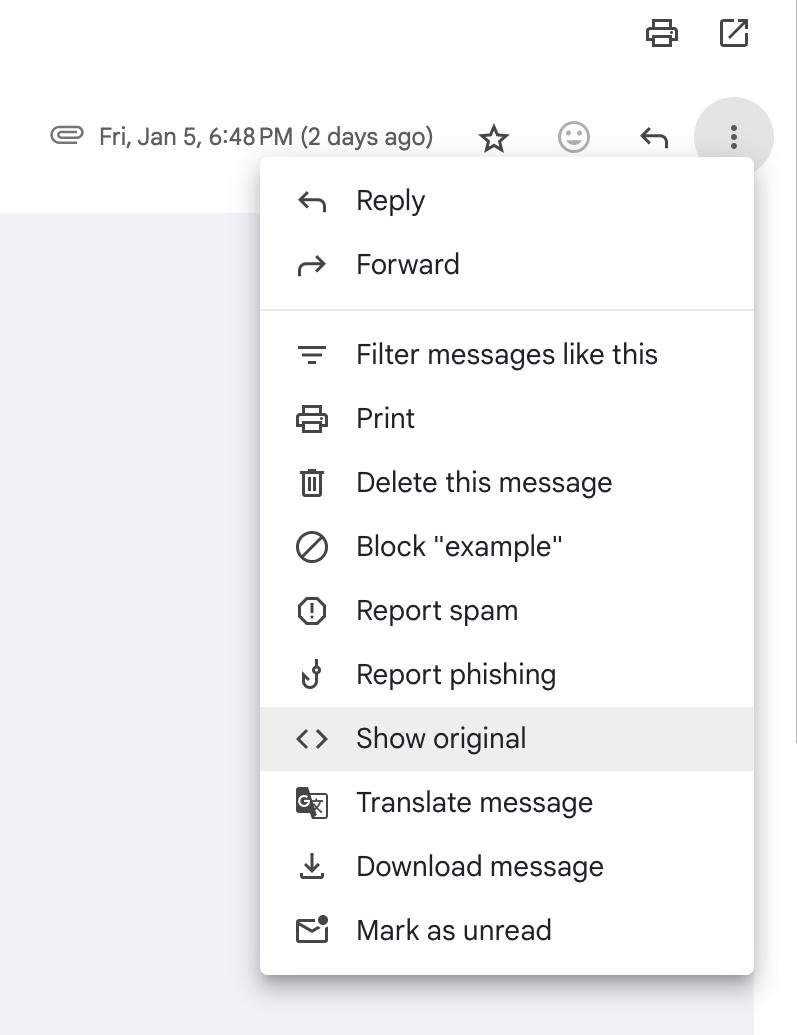 Fri, Jan 5, 6:48 PM (2 days ago)
Reply
Forward
Filter messages like this
Print
Delete this message
Block "example"
Report spam
Report phishing
Show original
Translate message
Download message
Mark as unread